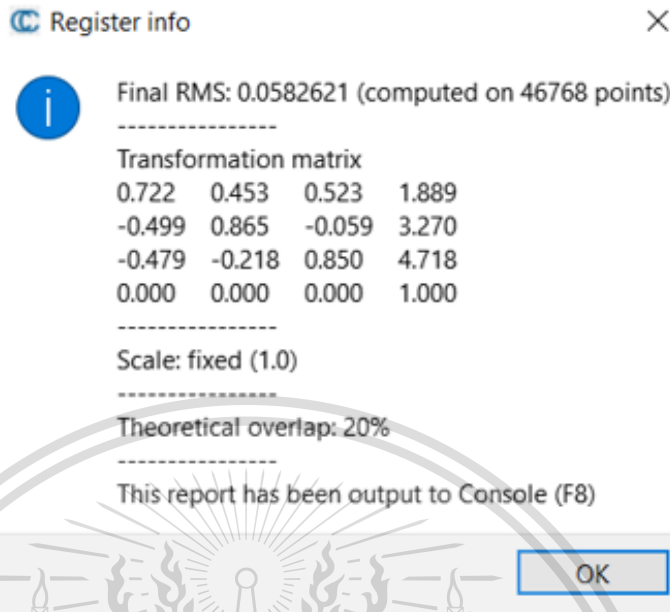 Register info
Final RMS: 0.0582621 (computed on 46768 points)
----------------
Transformation matrix
0.722 0.453 0.523 1.889
-0.499 0.865 -0.059 3.270
-0.479 -0.218 0.850 4.718
0.000 0.000 0.000 1.000
----------------
Scale: fixed (1.0)
----------------
Theoretical overlap: 20%
----------------
This report has been output to Console (F8)
OK